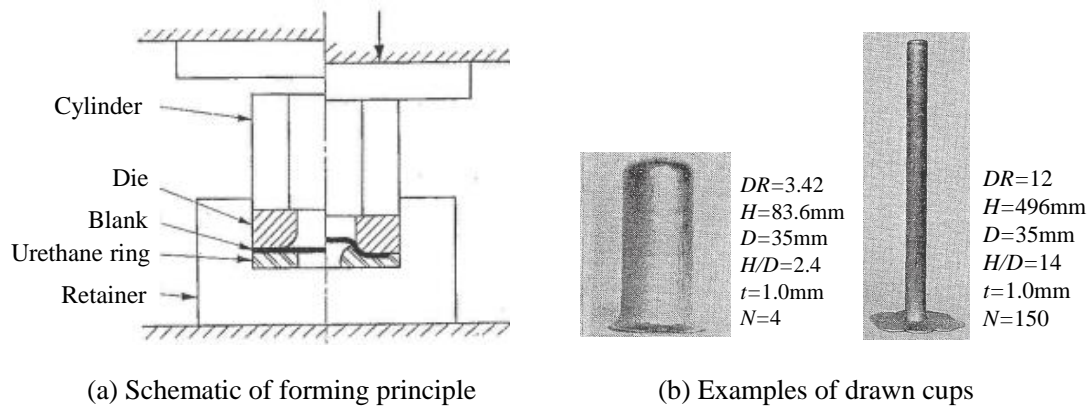 Cylinder
Die
Blank
Urethane ring
Retainer
DR=3.42
H=83.6mm
D=35mm
H/D=2.4
t=1.0mm
N=4
DR=12
H=496mm
D=35mm
H/D=14
t=1.0mm
N=150
(a) Schematic of forming principle
(b) Examples of drawn cups